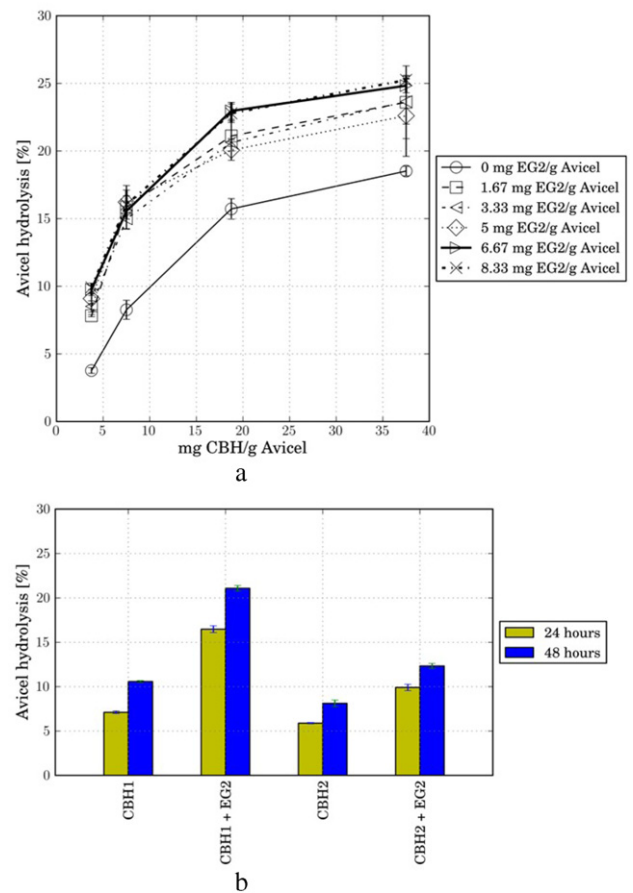 30
25
20
15
10
5
0
Avicel hydrolysis [%]
0 5 10 15 20 25 30 35 40
mg CBH/g Avicel
0 mg EG2/g Avicel
1.67 mg EG2/g Avicel
3.33 mg EG2/g Avicel
5 mg EG2/g Avicel
6.67 mg EG2/g Avicel
8.33 mg EG2/g Avicel
a
30
25
20
15
10
5
0
Avicel hydrolysis [%]
CBH1
CBH1 + EG2
CBH2
CBH2 + EG2
24 hours
48 hours
b